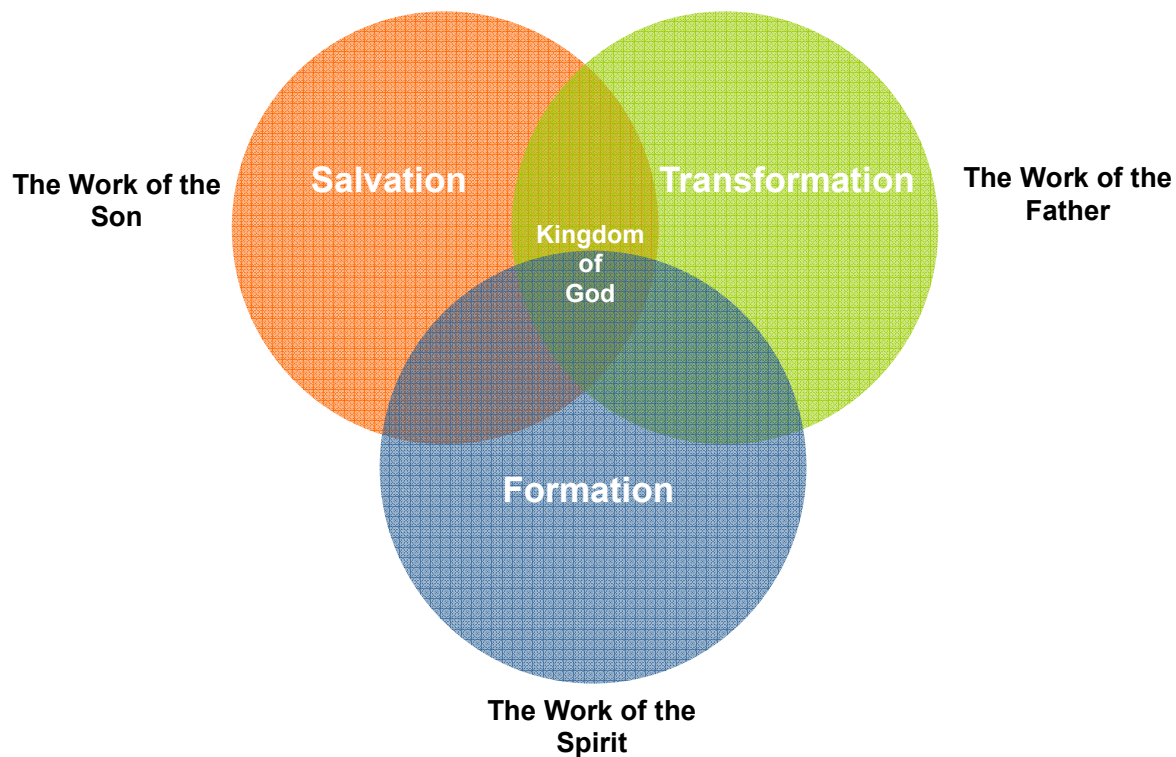 The Work of the
Son
Salvation
Transformation
The Work of the
Father
Kingdom
of
God
Formation
The Work of the
Spirit